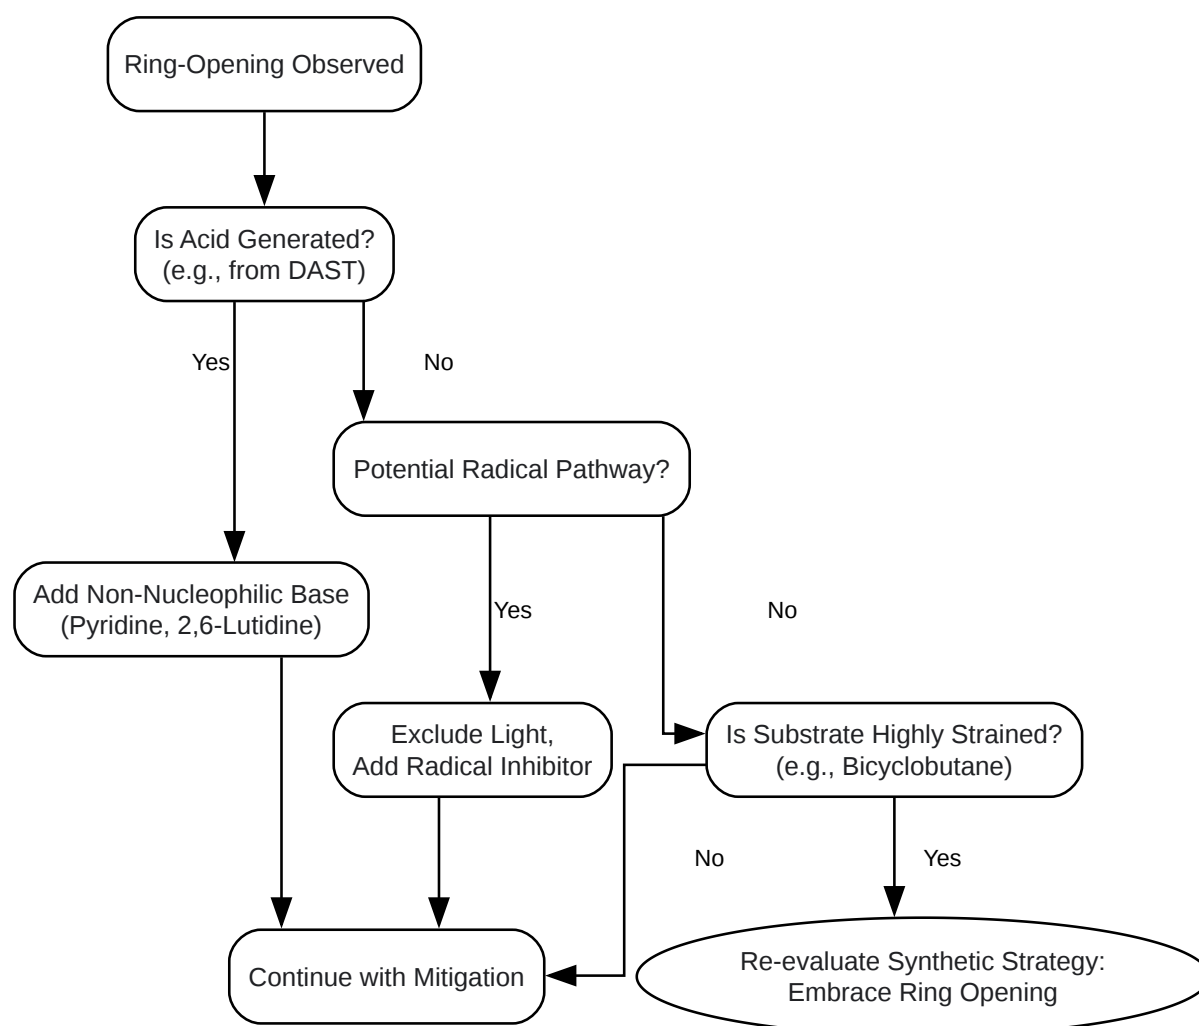 Ring-Opening Observed
Is Acid Generated?
(e.g., from DAST)
Yes
No
Potential Radical Pathway?
Add Non-Nucleophilic Base
(Pyridine, 2,6-Lutidine)
Yes
No
Exclude Light,
Add Radical Inhibitor
Is Substrate Highly Strained?
(e.g., Bicyclobutane)
No
Yes
Continue with Mitigation
Re-evaluate Synthetic Strategy:
Embrace Ring Opening